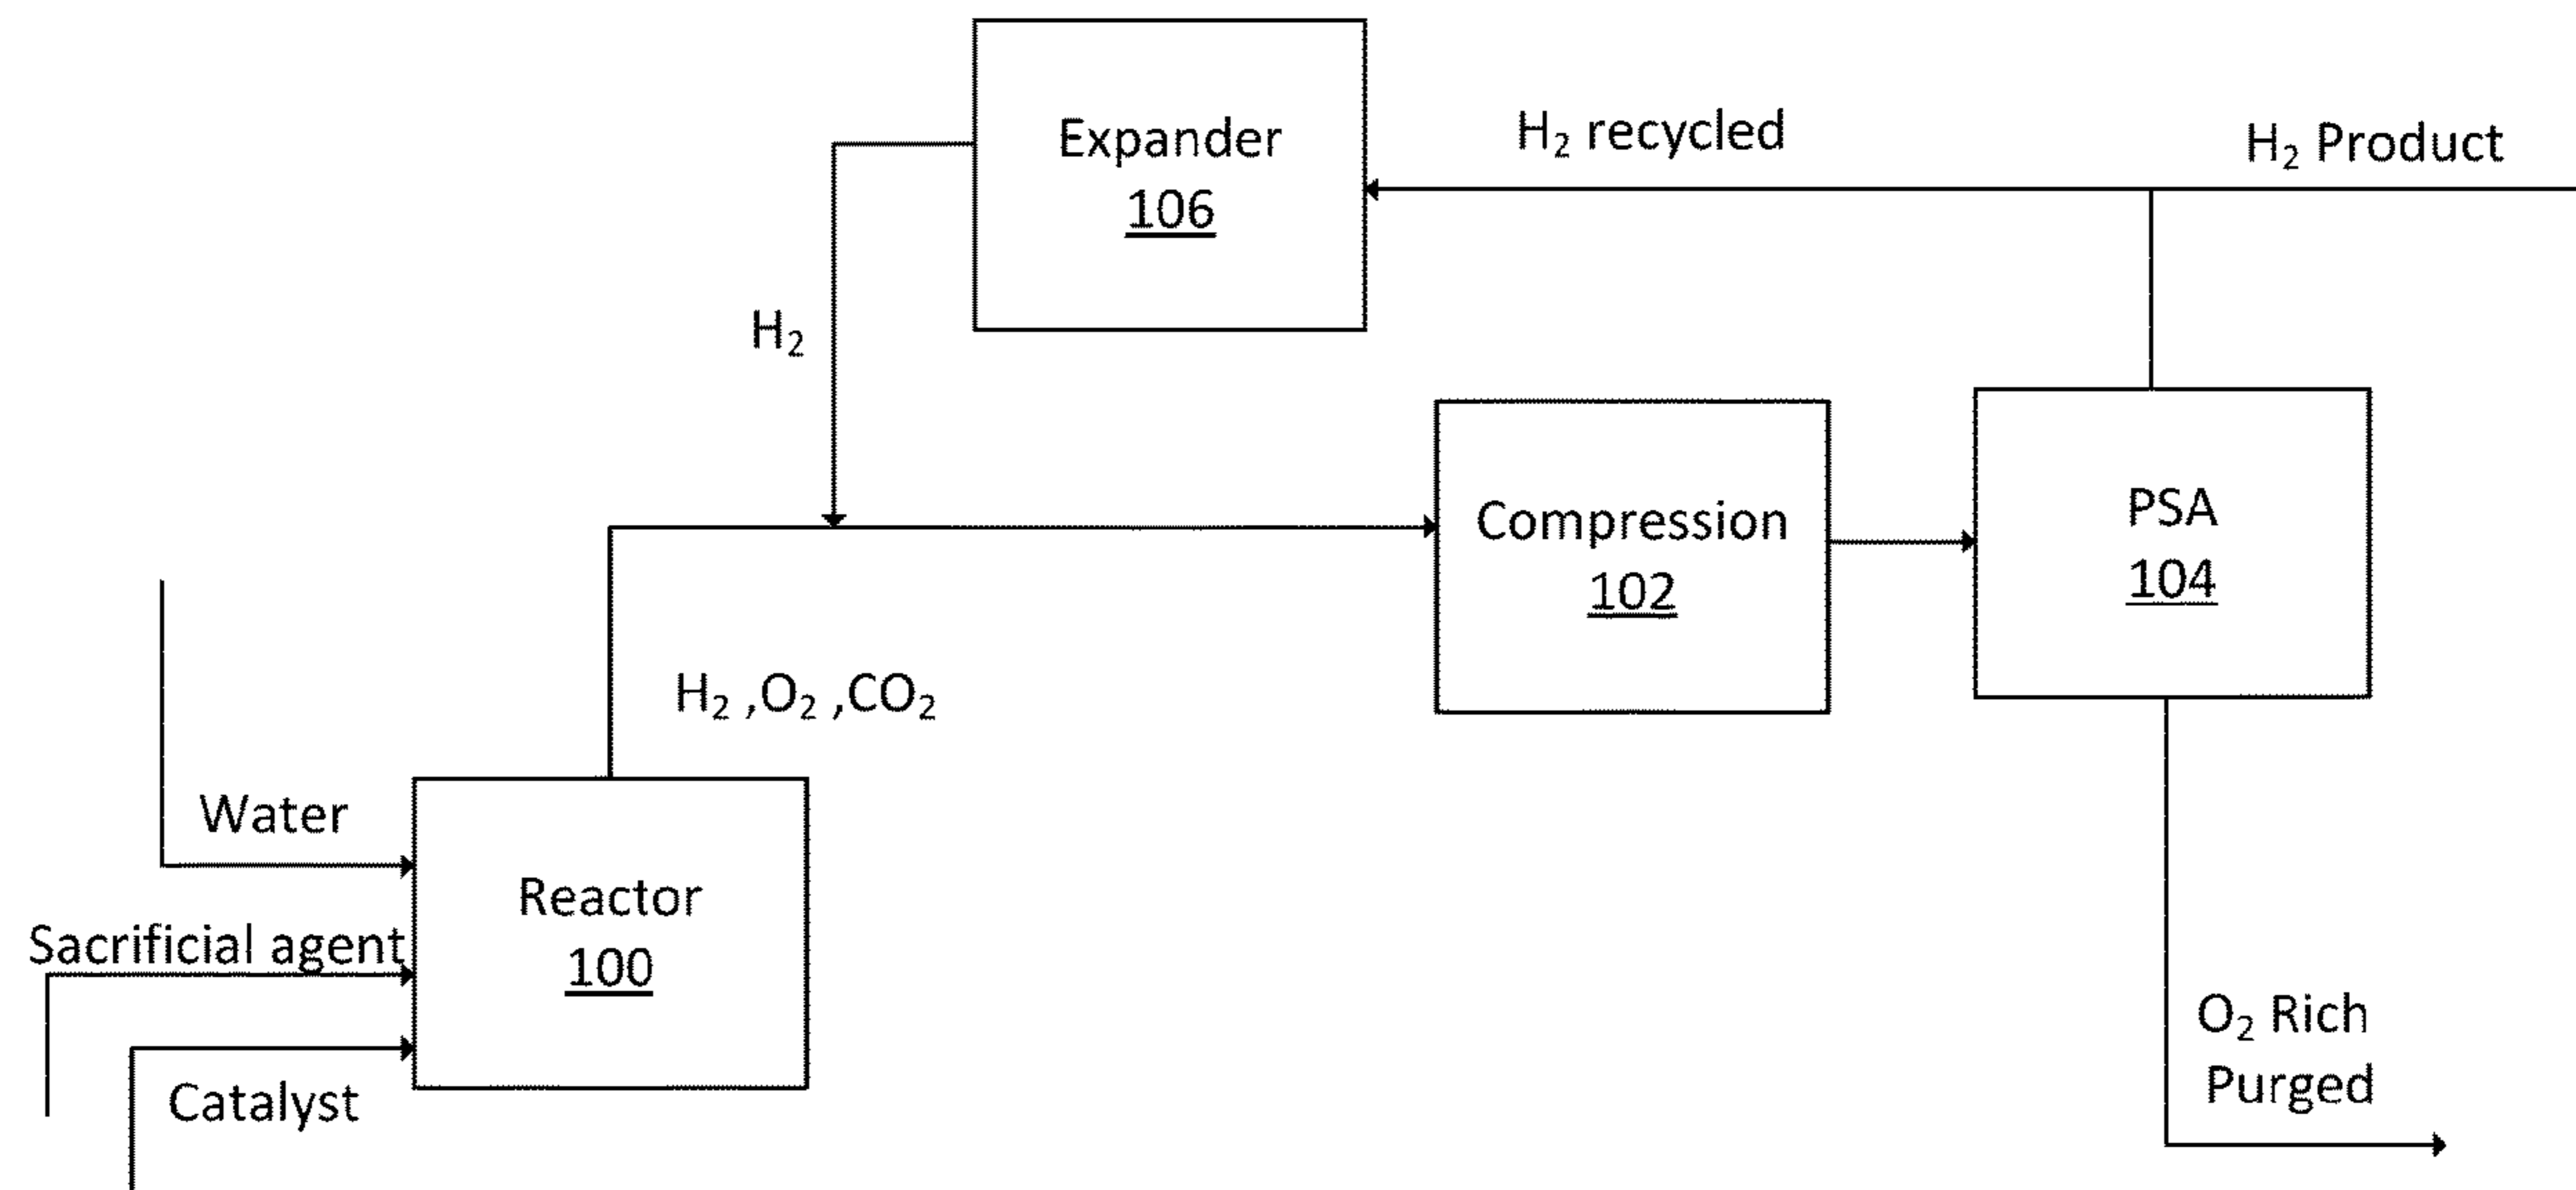 Expander
106
H₂ recycled
H₂ Product
H₂
Compression
102
PSA
104
H₂ ,O₂ ,CO₂
Water
Sacrificial agent
Catalyst
Reactor
100
O₂ Rich
Purged